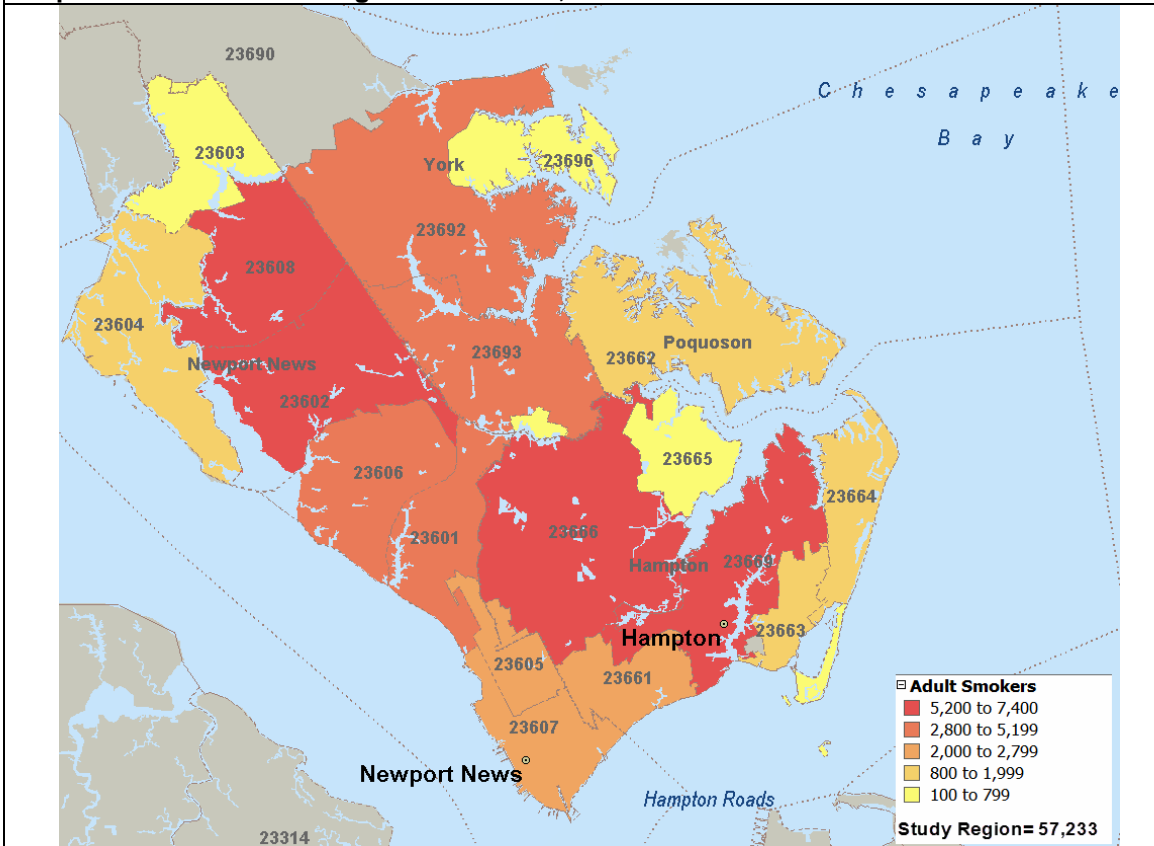 23690
Chesapeake
Bay
23603
York
23696
23692
23608
23604
Newport News
23693
23662
Poquoson
23602
23665
23606
23664
23601
23666
Hampton
23669
Hampton
23663
23605
23661
23607
Newport News
Hampton Roads
23314
Adult Smokers
5,200 to 7,400
2,800 to 5,199
2,000 to 2,799
800 to 1,999
100 to 799
Study Region= 57,233